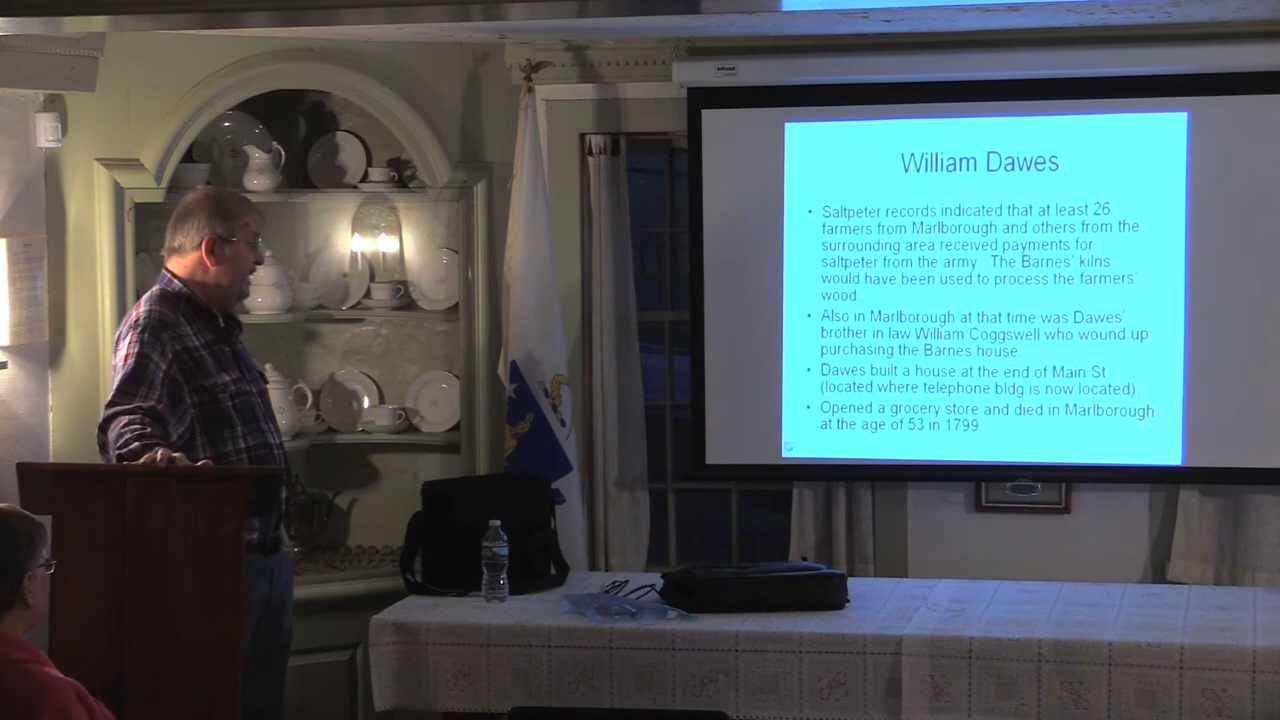 William Dawes
• Saltpeter records indicated that at least 26
farmers from Marlborough and others from the
surrounding area received payments for
saltpeter from the army. The Barnes' kilns
would have been used to process the farmers'
wood.
• Also in Marlborough at that time was Dawes'
brother in law William Coggswell who wound up
purchasing the Barnes house
• Dawes built a house at the end of Main St
(located where telephone bldg is now located).
• Opened a grocery store and died in Marlborough
at the age of 53 in 1799.